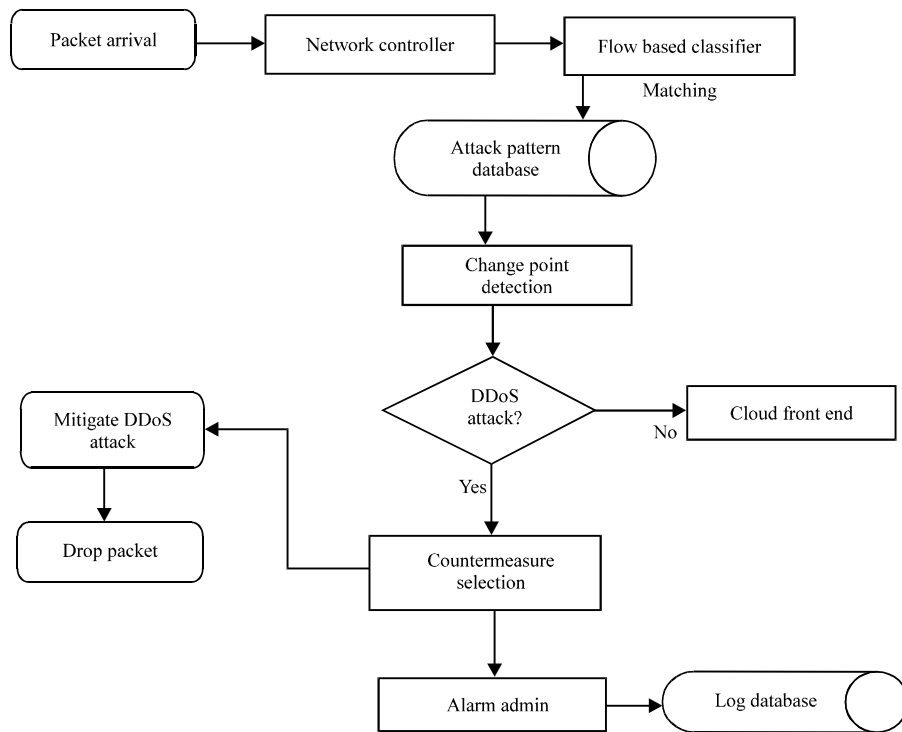 Packet arrival
Network controller
Flow based classifier
Matching
Attack pattern
database
Change point
detection
DDoS
attack?
No
Cloud front end
Yes
Mitigate DDoS
attack
Drop packet
Countermeasure
selection
Alarm admin
Log database